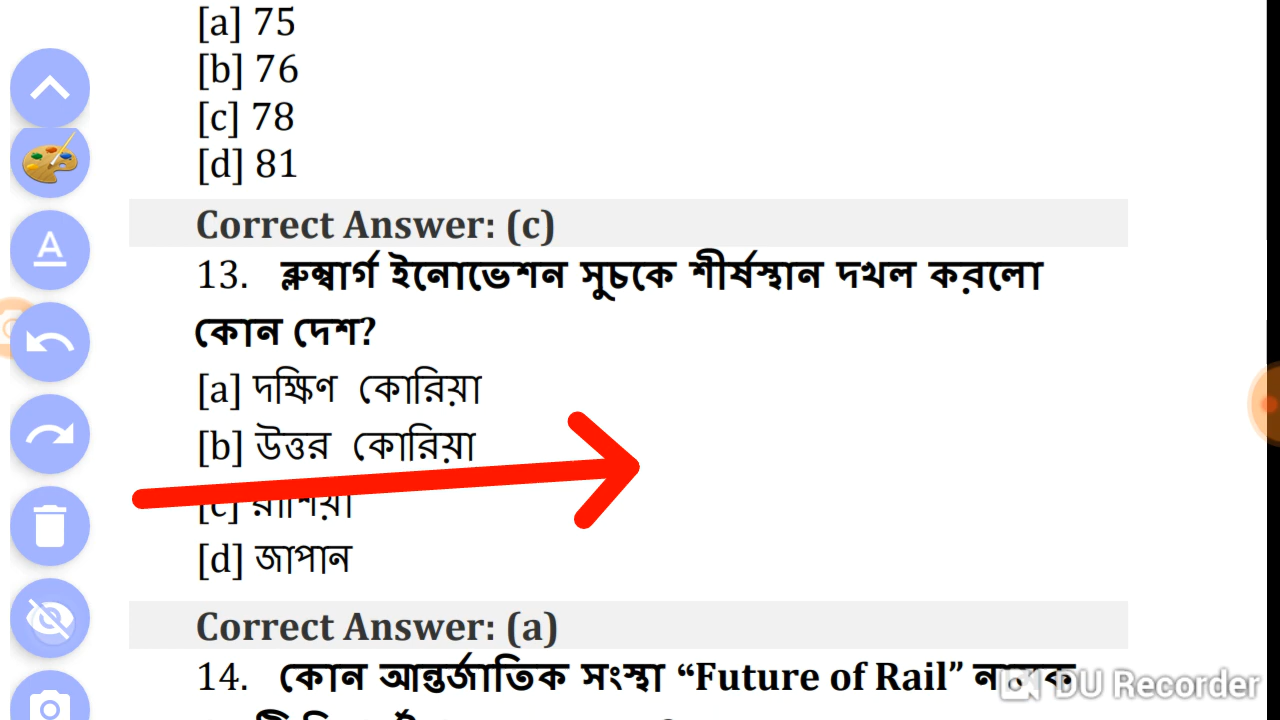 [a] 75
[b] 76
[c] 78
[d] 81
Correct Answer: (c)
13. ব্লুম্বার্গ ইনোভেশন সুচকে শীর্ষস্থান দখল করলো
কোন দেশ?
[a] দক্ষিণ কোরিয়া
[b] উত্তর কোরিয়া
[c] রাশিয়া
[d] জাপান
Correct Answer: (a)
14. কোন আন্তর্জাতিক সংস্থা “Future of Rail” নামক
DU Recorder